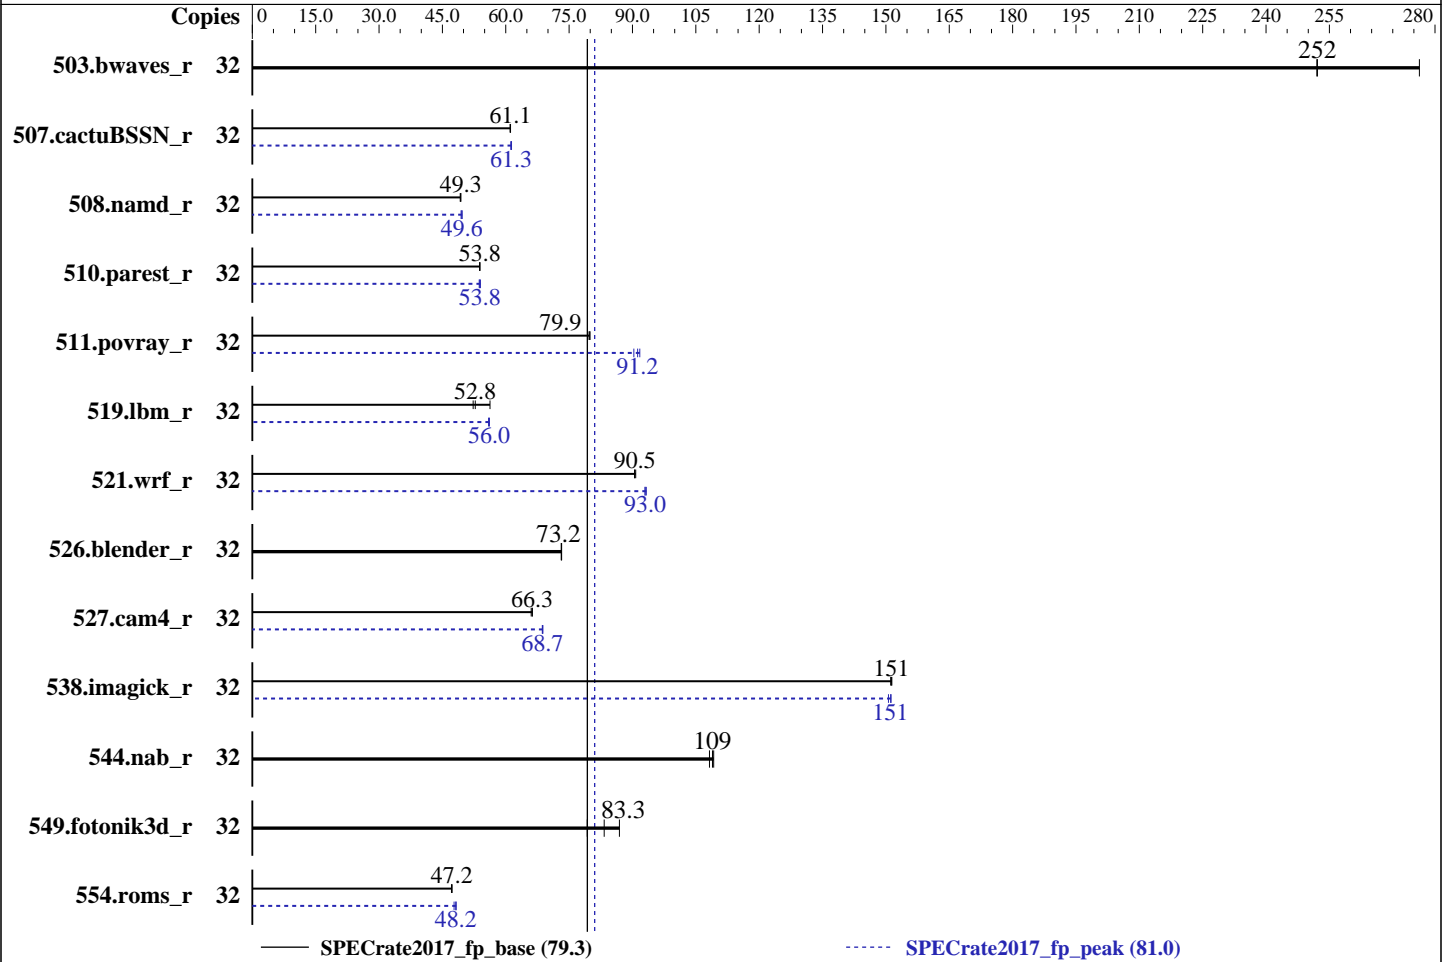 Copies 0 15.0 30.0 45.0 60.0 75.0 90.0 105 120 135 150 165 180 195 210 225 240 255 280
252
503.bwaves_r 32
61.1
507.cactuBSSN_r 32
61.3
49.3
508.namd_r 32
49.6
53.8
510.parest_r 32
53.8
79.9
511.povray_r 32
91.2
52.8
519.lbm_r 32
56.0
90.5
521.wrf_r 32
93.0
73.2
526.blender_r 32
66.3
527.cam4_r 32
68.7
151
538.imagick_r 32
151
109
544.nab_r 32
83.3
549.fotonik3d_r 32
47.2
554.roms_r 32
48.2
SPECrate2017_fp_base (79.3) SPECrate2017_fp_peak (81.0)